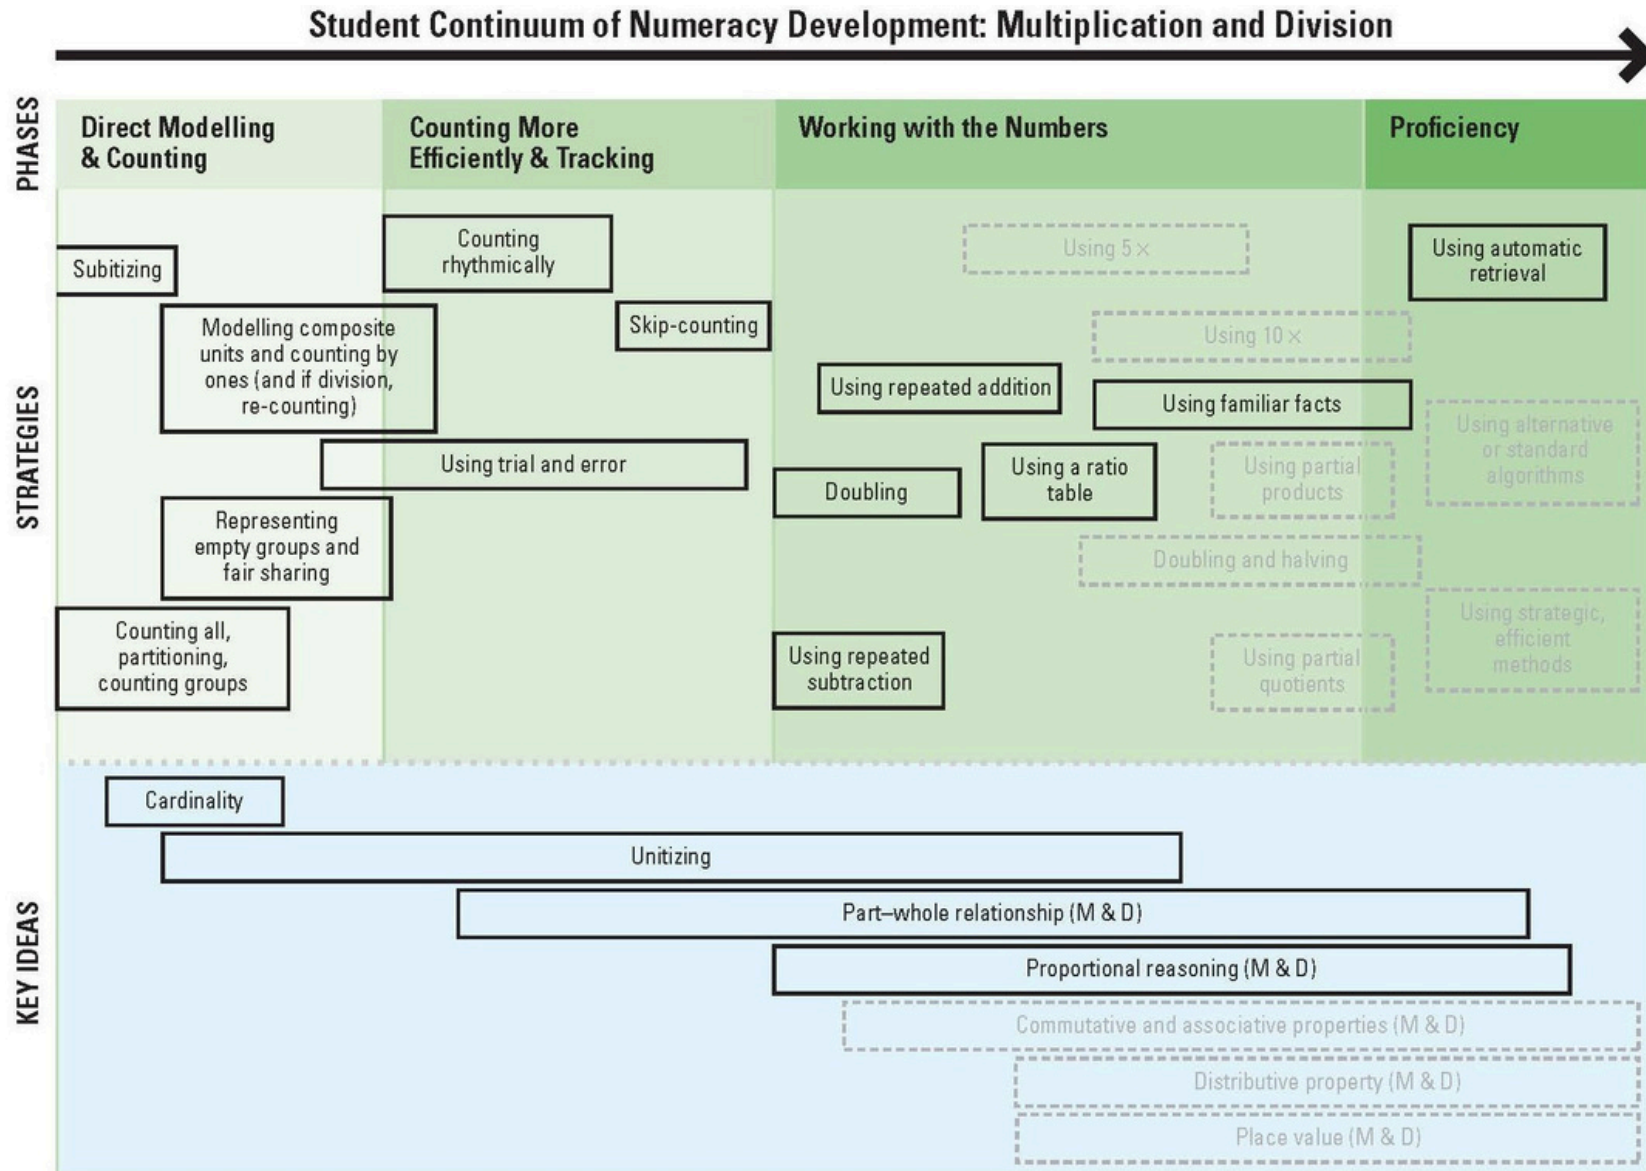 Student Continuum of Numeracy Development: Multiplication and Division
PHASES
Direct Modelling
& Counting
Counting More
Efficiently & Tracking
Working with the Numbers
Proficiency
STRATEGIES
Subitizing
Modelling composite
units and counting by
ones (and if division,
re-counting)
Using trial and error
Representing
empty groups and
fair sharing
Counting all,
partitioning,
counting groups
Counting
rhythmically
Skip-counting
Using 5 ×
Using 10 ×
Using repeated addition
Using familiar facts
Doubling
Using a ratio
table
Using partial
products
Doubling and halving
Using repeated
subtraction
Using partial
quotients
Using automatic
retrieval
Using alternative
or standard
algorithms
Using strategic,
efficient
methods
KEY IDEAS
Cardinality
Unitizing
Part–whole relationship (M & D)
Proportional reasoning (M & D)
Commutative and associative properties (M & D)
Distributive property (M & D)
Place value (M & D)